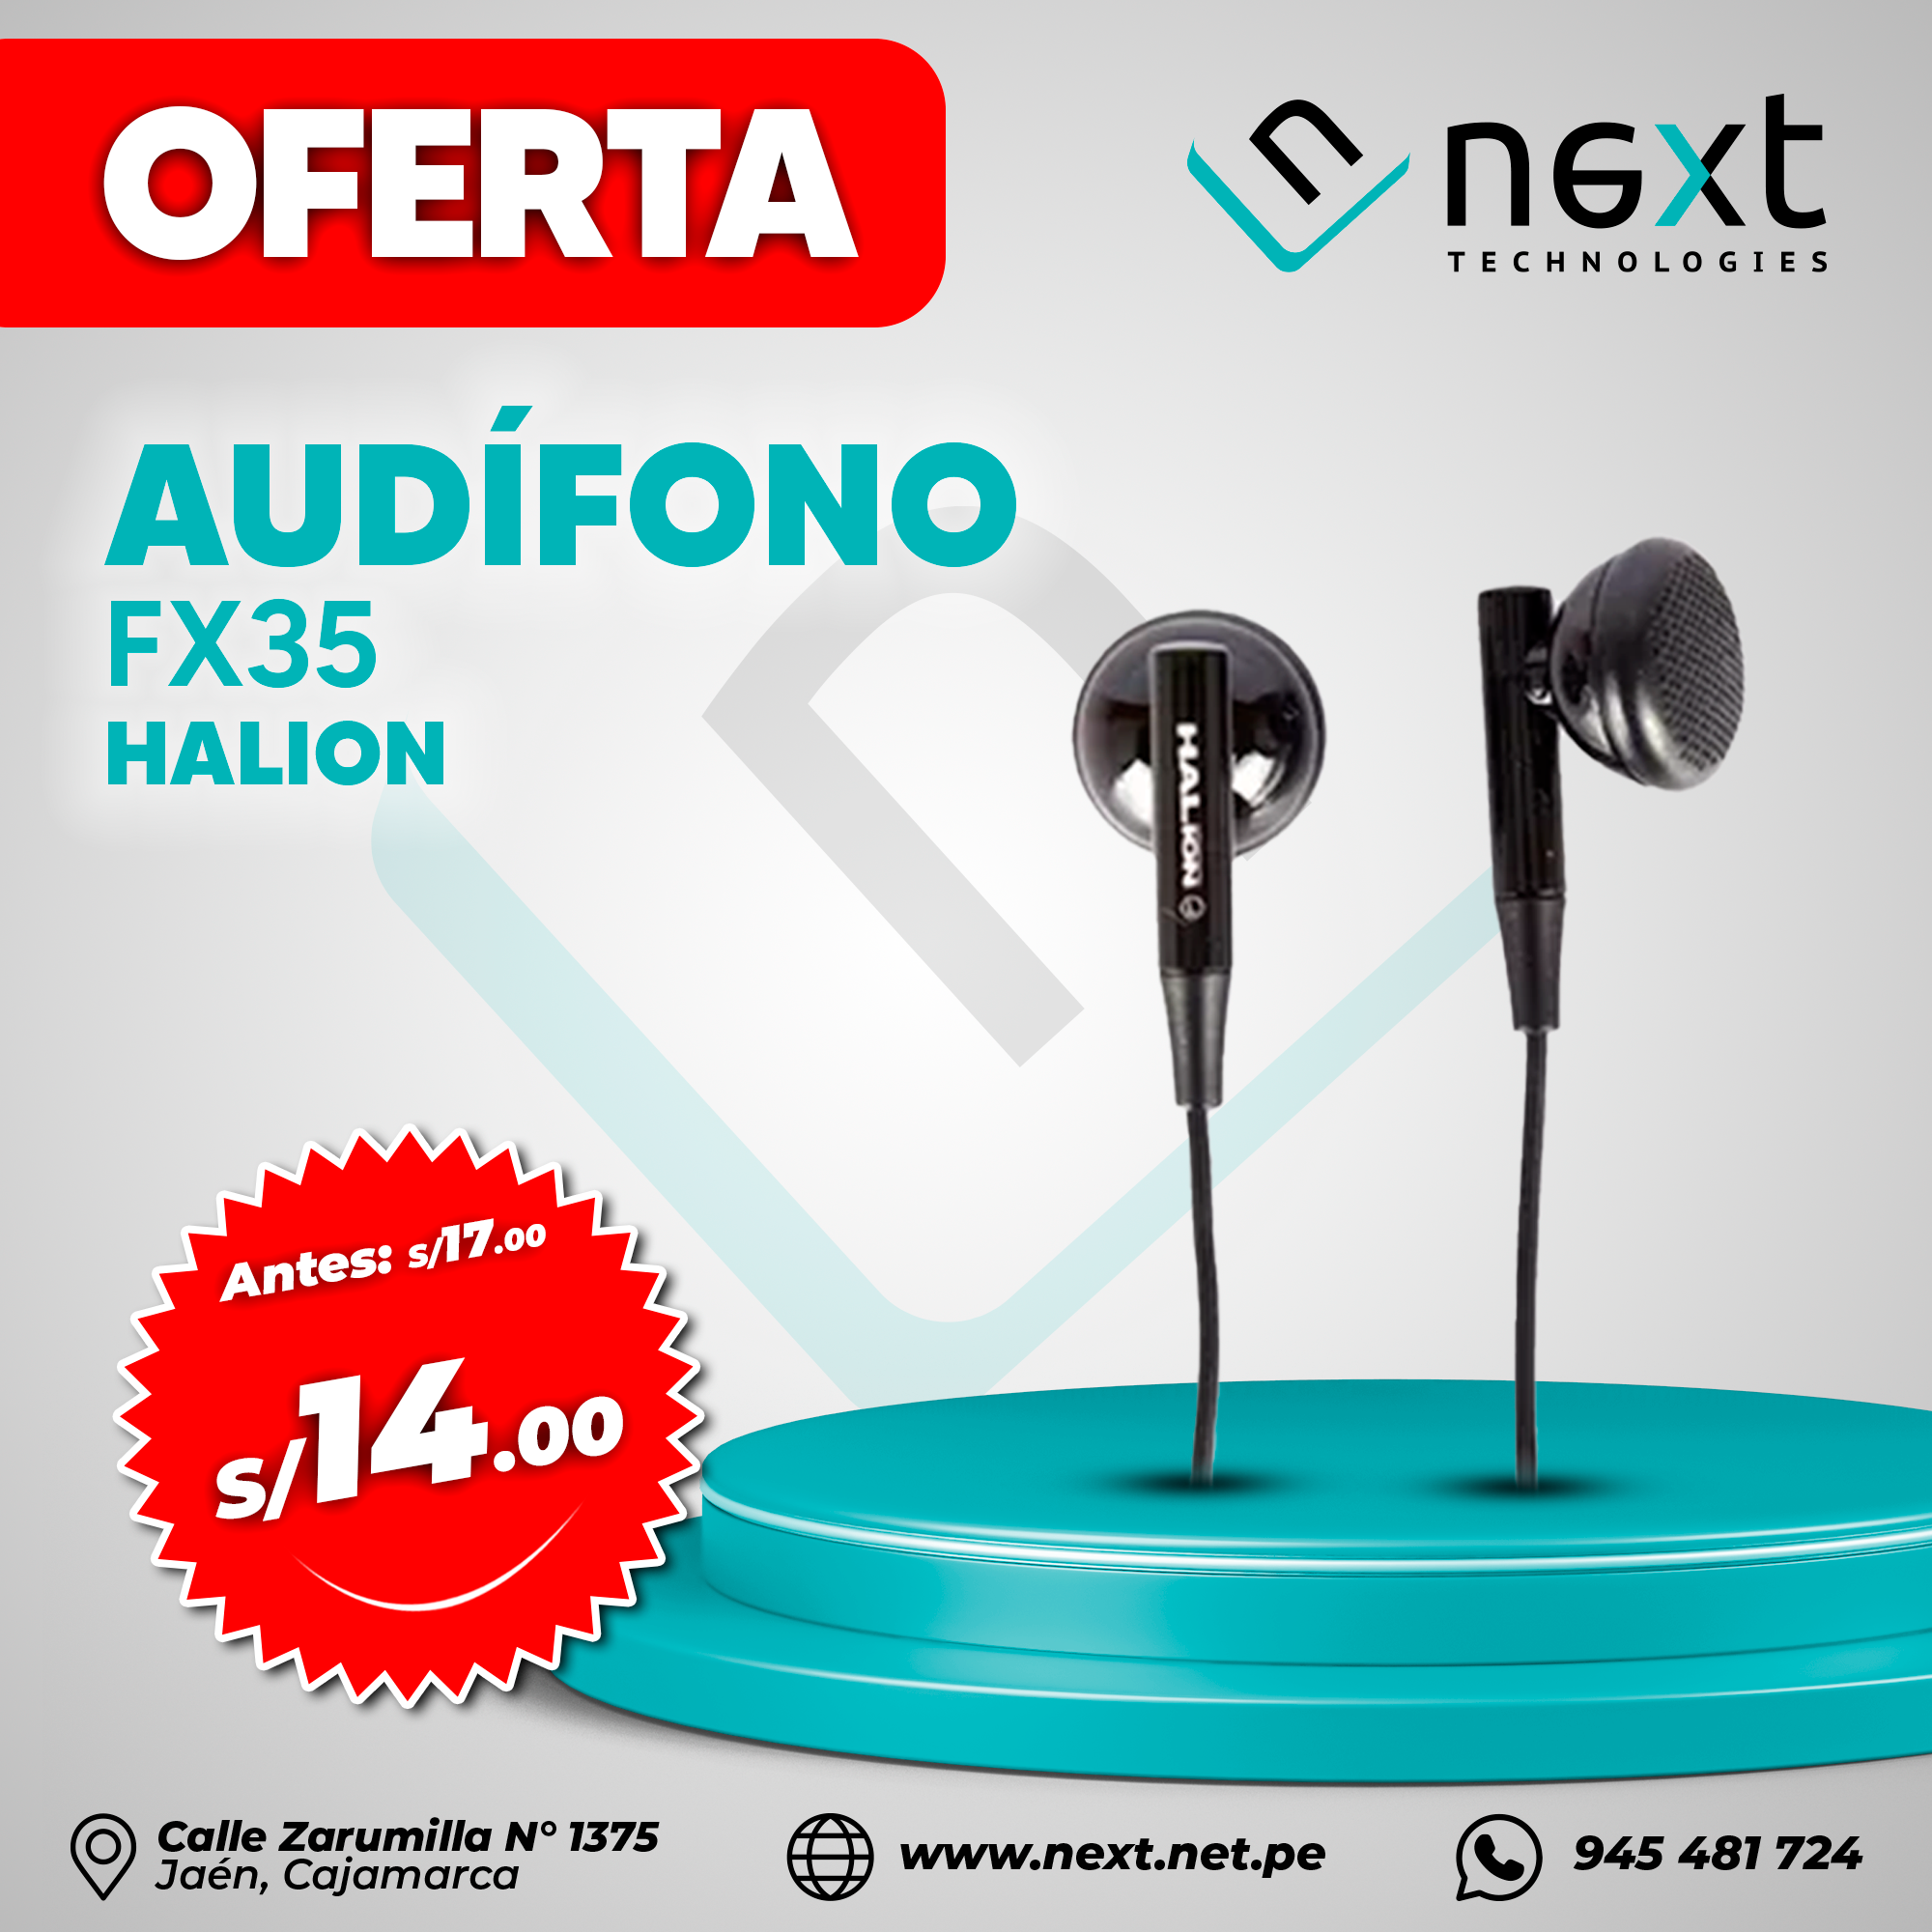 OFERTA
next
TECHNOLOGIES
AUDÍFONO
FX35
HALION
HALION
Antes: s/17.00
s/14.00
Calle Zarumilla N° 1375
Jaén, Cajamarca
www.next.net.pe
945 481 724